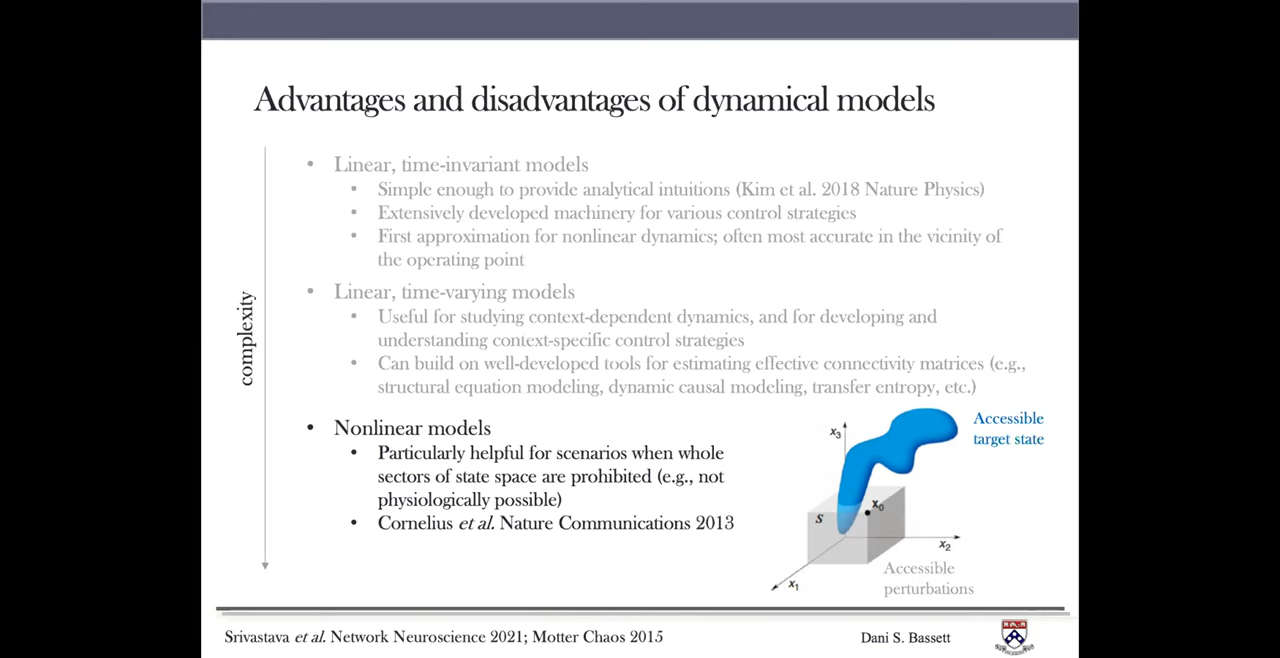 Advantages and disadvantages of dynamical models
complexity
• Linear, time-invariant models
• Simple enough to provide analytical intuitions (Kim et al. 2018 Nature Physics)
• Extensively developed machinery for various control strategies
• First approximation for nonlinear dynamics; often most accurate in the vicinity of
the operating point
• Linear, time-varying models
• Useful for studying context-dependent dynamics, and for developing and
understanding context-specific control strategies
• Can build on well-developed tools for estimating effective connectivity matrices (e.g.,
structural equation modeling, dynamic causal modeling, transfer entropy, etc.)
• Nonlinear models
• Particularly helpful for scenarios when whole
sectors of state space are prohibited (e.g., not
physiologically possible)
• Cornelius et al. Nature Communications 2013
Accessible
target state
x3
x0
S
x2
x1
Accessible
perturbations
Srivastava et al. Network Neuroscience 2021; Motter Chaos 2015
Dani S. Bassett